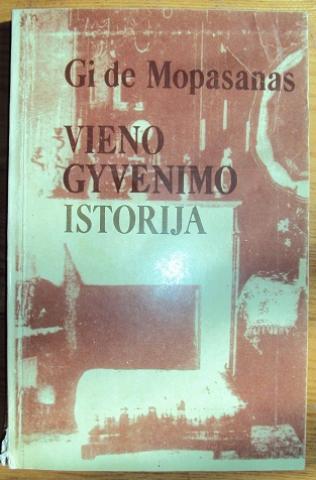 Gi de Mopasanas
VIENO
GYVENIMO
ISTORIJA